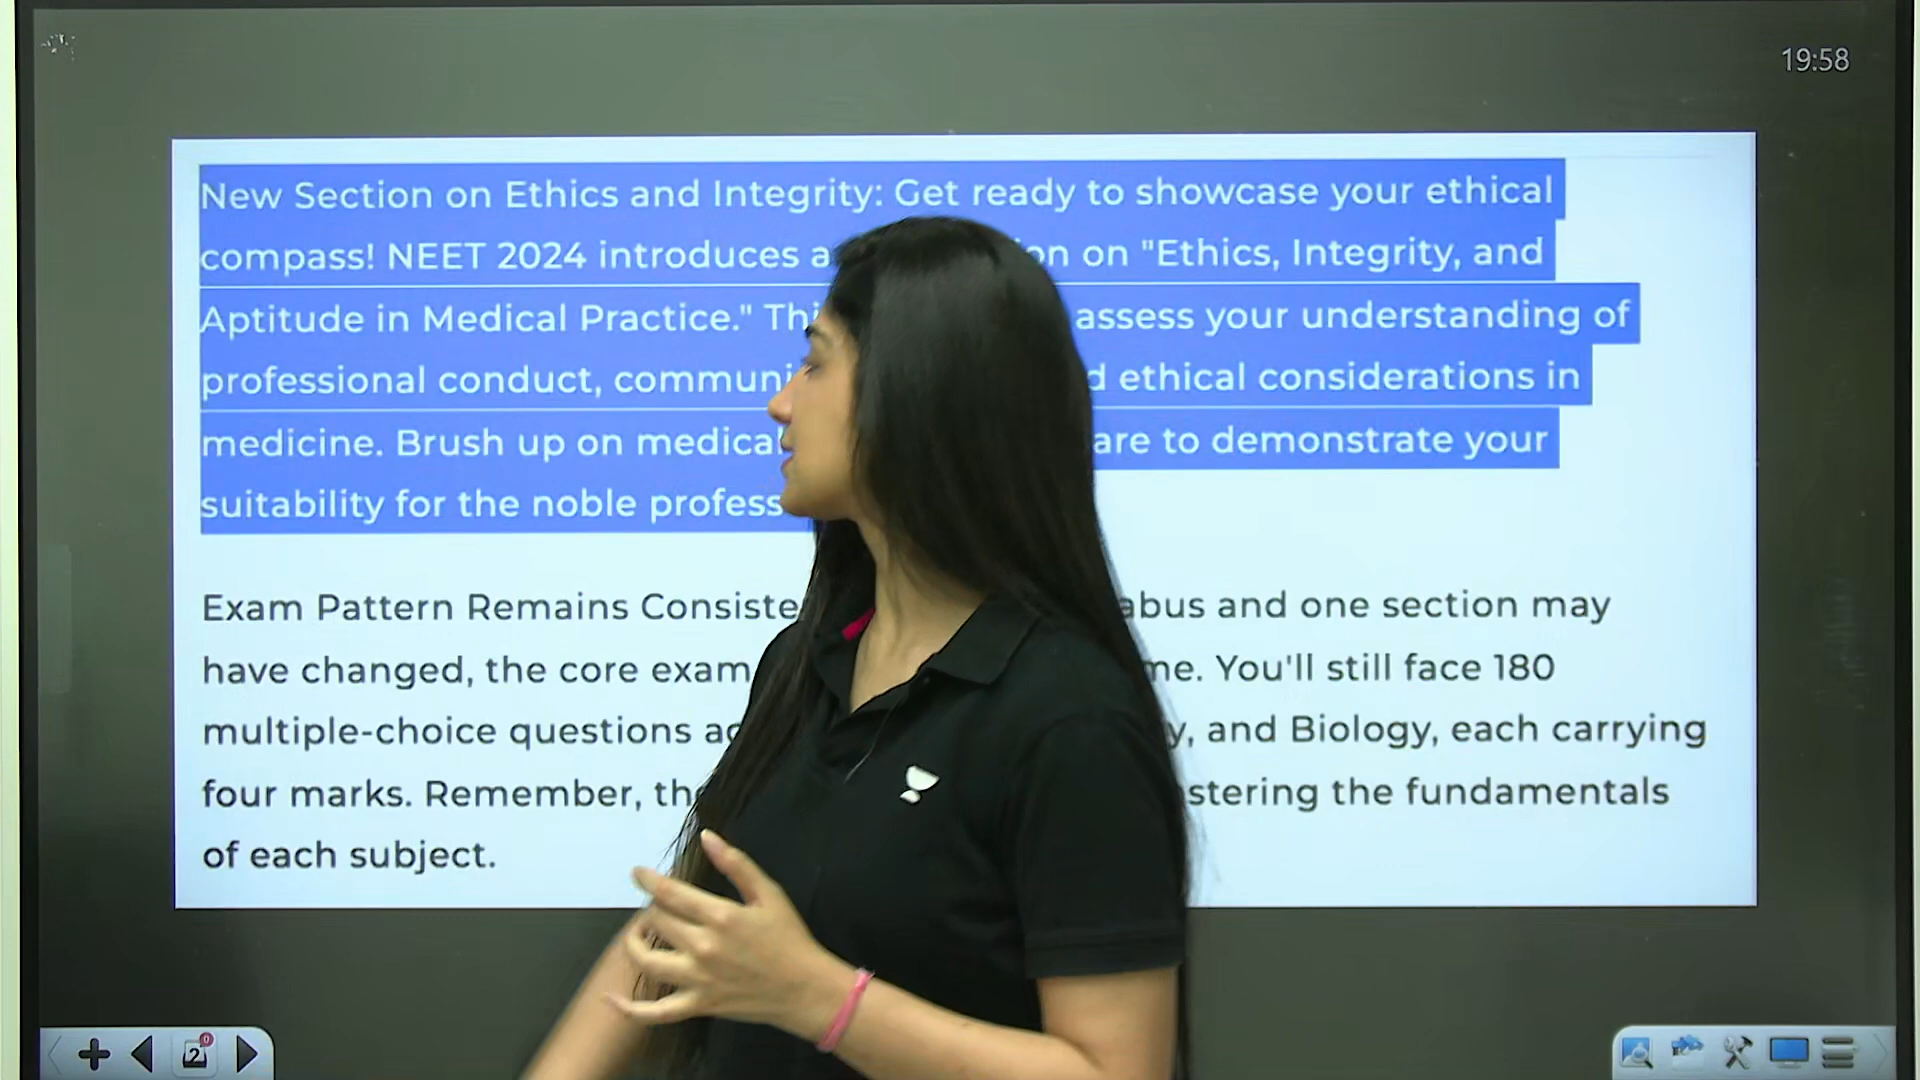 19:58
New Section on Ethics and Integrity: Get ready to showcase your ethical
compass! NEET 2024 introduces a on "Ethics, Integrity, and
Aptitude in Medical Practice." assess your understanding of
professional conduct, ethical considerations in
medicine. Brush up on medical to demonstrate your
suitability for the noble
Exam Pattern Remains and one section may
have changed, the core exam You'll still face 180
multiple-choice questions and Biology, each carrying
four marks. Remember, the fundamentals
of each subject.
2
0